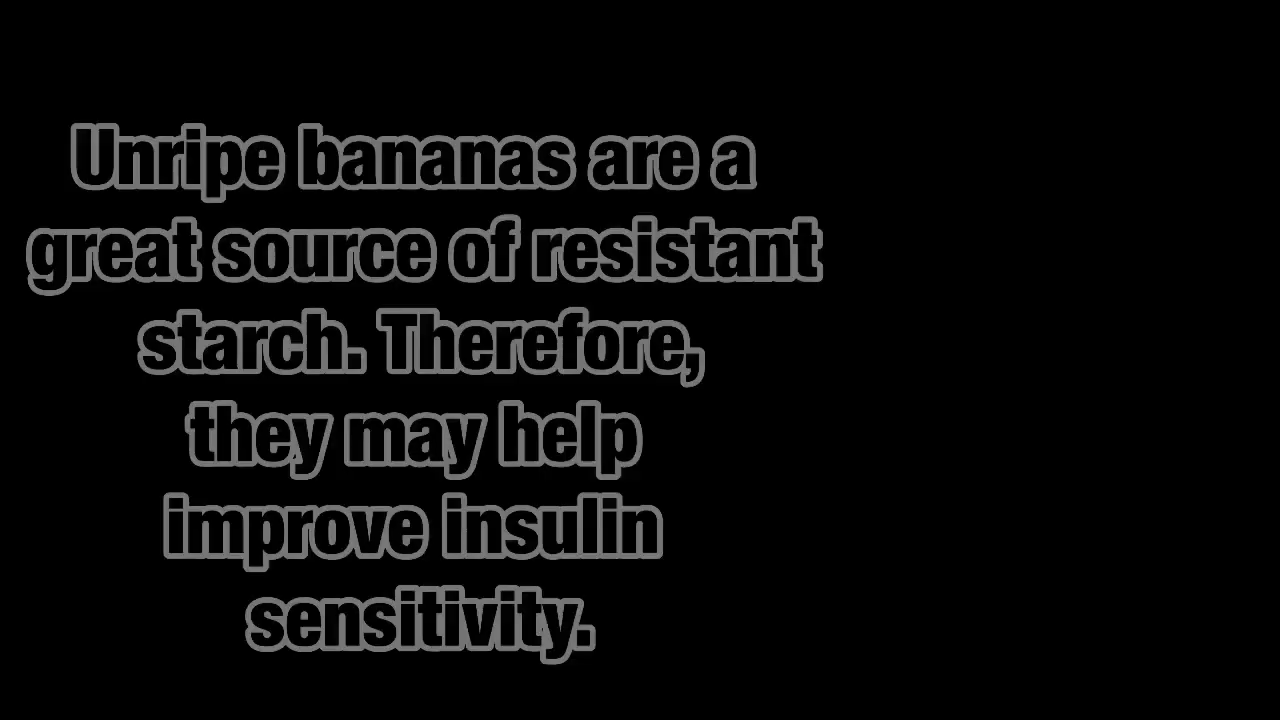 Unripe bananas are a
great source of resistant
starch. Therefore,
they may help
improve insulin
sensitivity.